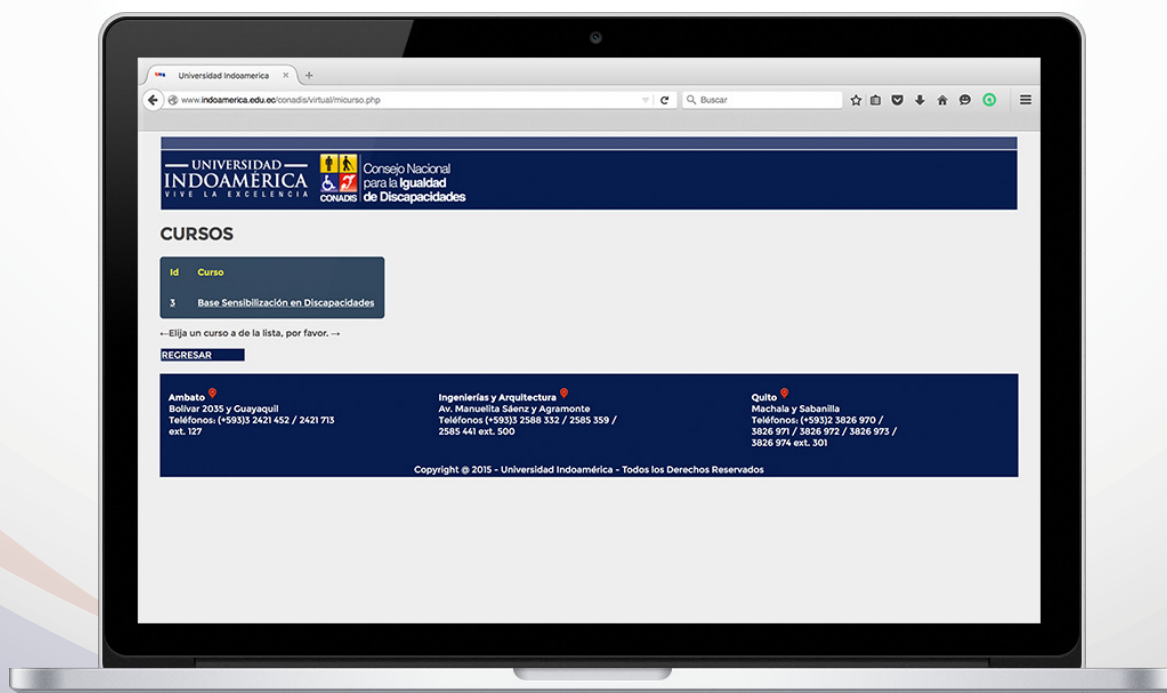 Universidad Indoamerica
www.indoamerica.edu.ec/conadis/virtual/micurso.php
Buscar
UNIVERSIDAD
INDOAMÉRICA
VIVE LA EXCELENCIA
CONADIS
Consejo Nacional
para la Igualdad
de Discapacidades
CURSOS
Id Curso
3 Base Sensibilización en Discapacidades
←Elija un curso a de la lista, por favor. →
REGRESAR
Ambato
Bolívar 2035 y Guayaquil
Teléfonos: (+593)3 2421 452 / 2421 713
ext. 127
Ingenierías y Arquitectura
Av. Manuelita Sáenz y Agramonte
Teléfonos (+593)3 2588 332 / 2585 359 /
2585 441 ext. 500
Quito
Machala y Sabanilla
Teléfonos: (+593)2 3826 970 /
3826 971 / 3826 972 / 3826 973 /
3826 974 ext. 301
Copyright @ 2015 - Universidad Indoamérica - Todos los Derechos Reservados